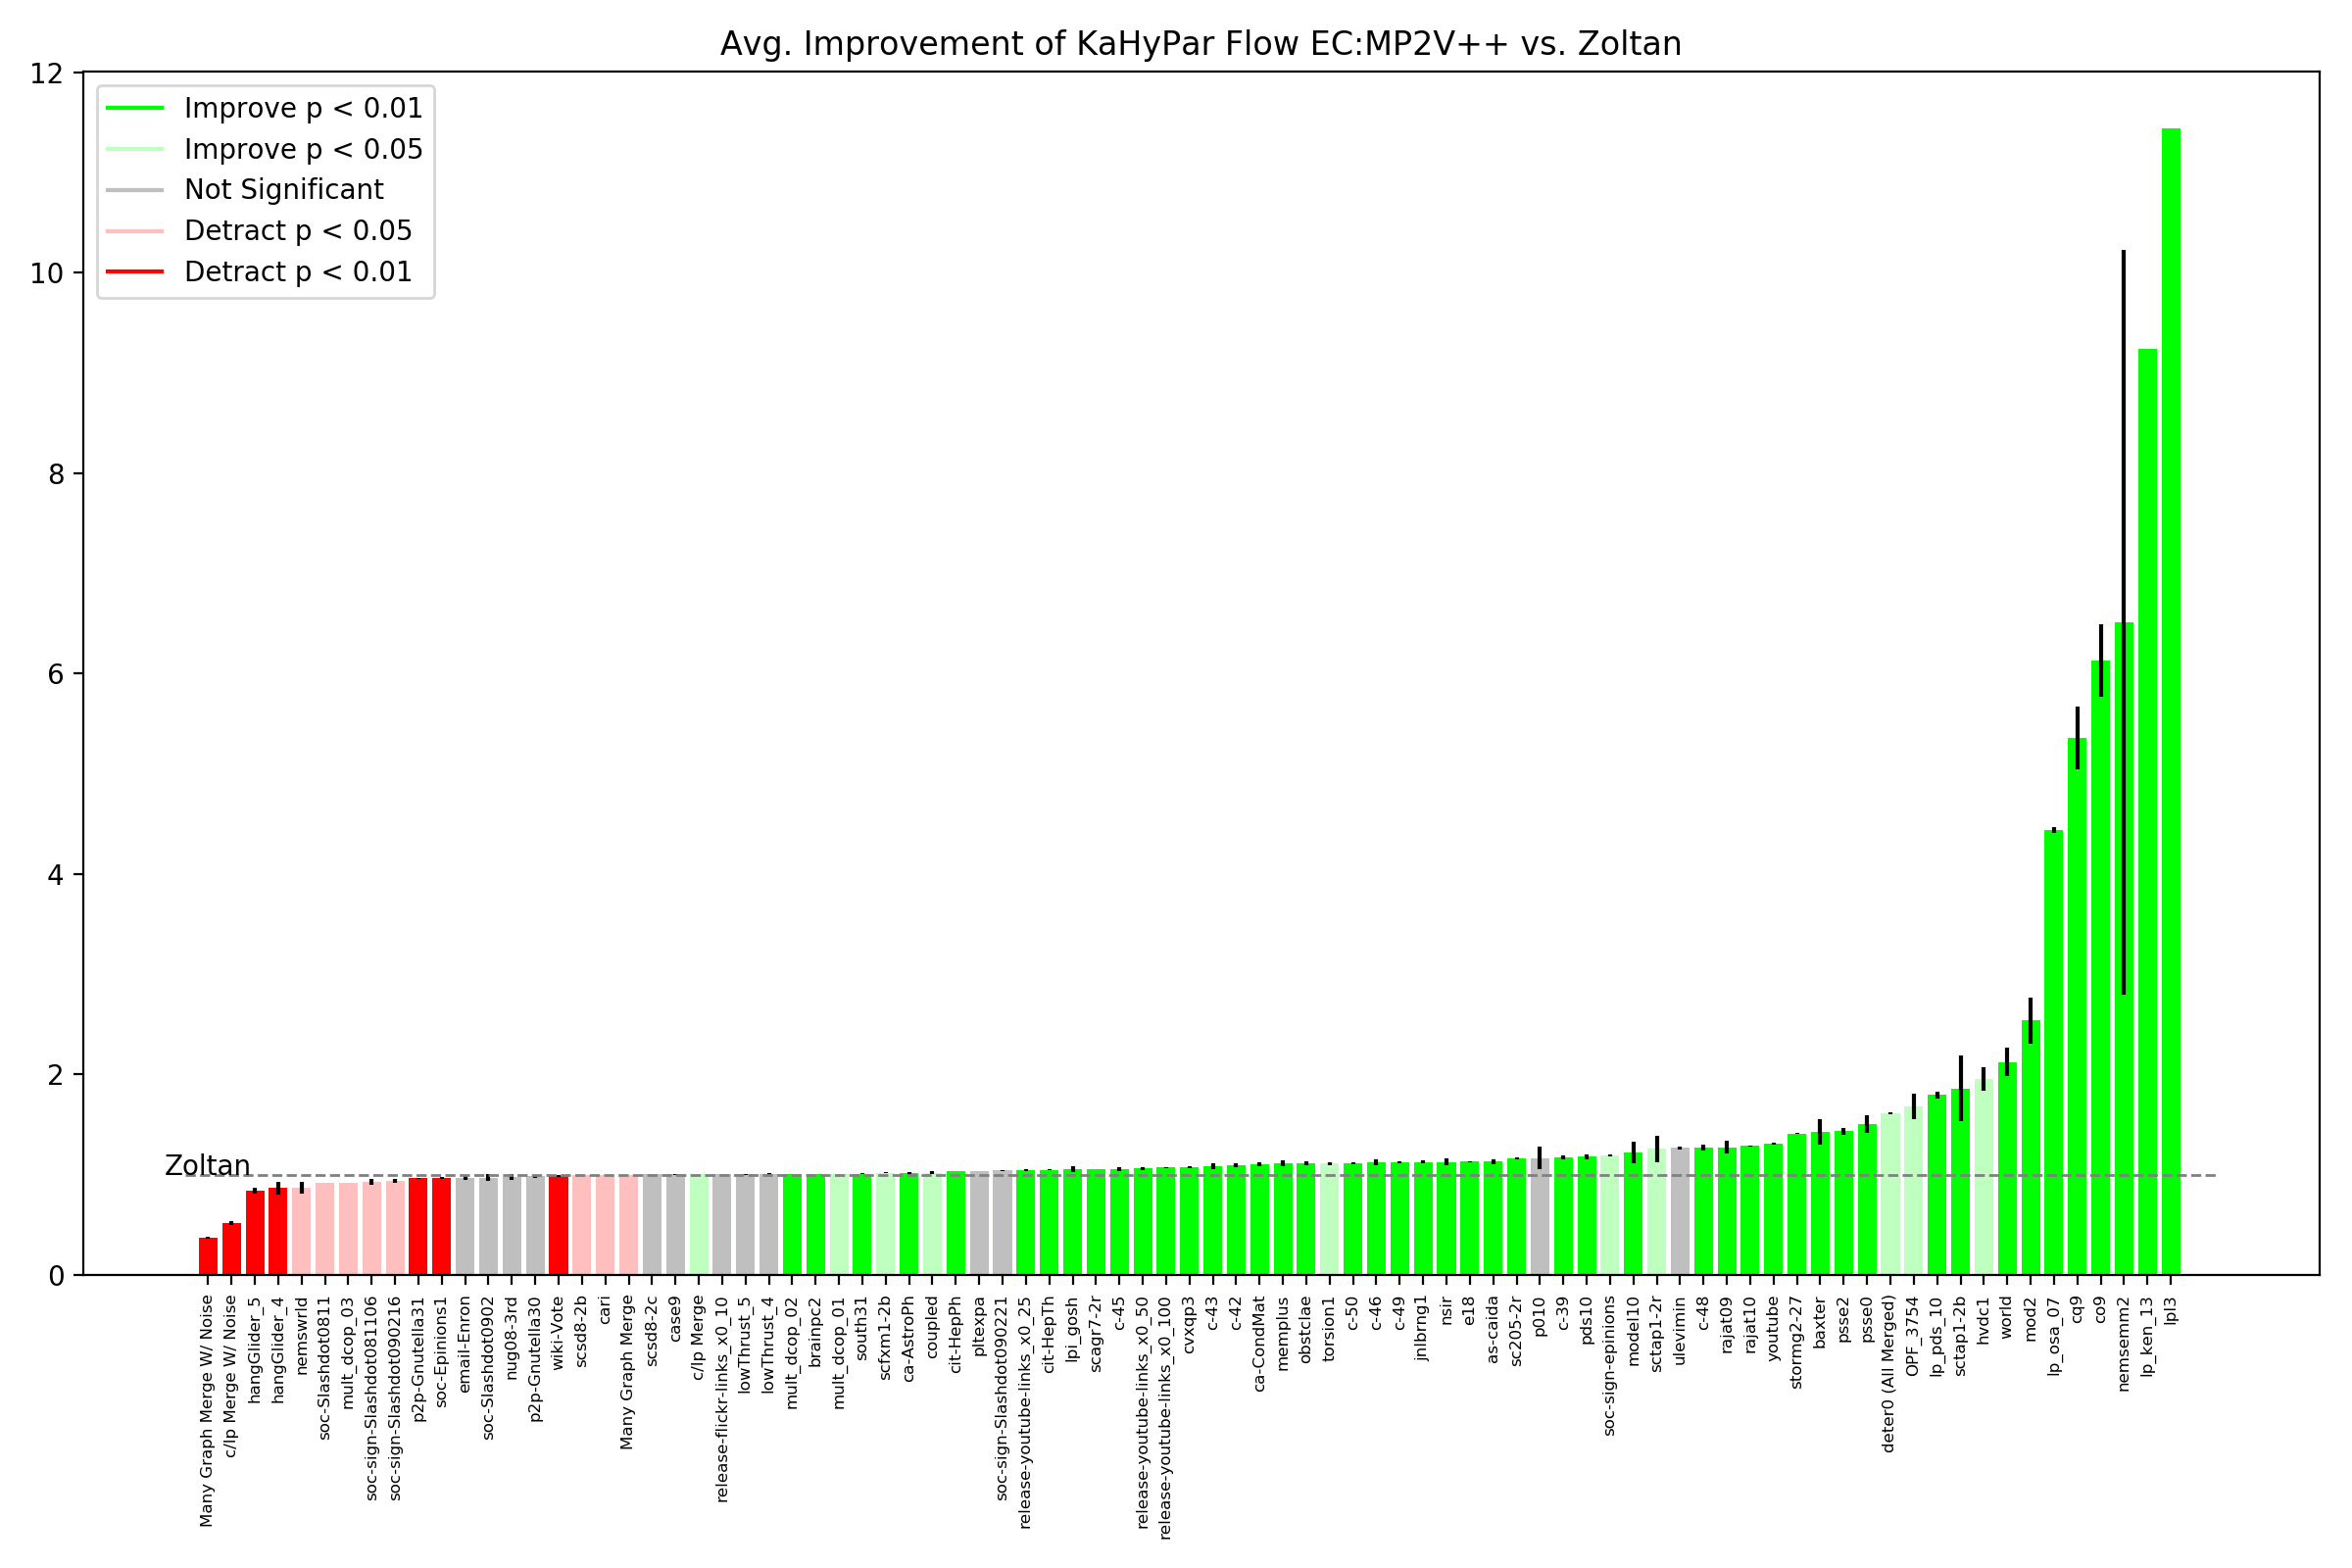 Avg. Improvement of KaHyPar Flow EC:MP2V++ vs. Zoltan
12
10
8
6
4
2
0
Improve p < 0.01
Improve p < 0.05
Not Significant
Detract p < 0.05
Detract p < 0.01
Zoltan
Many Graph Merge W/ Noise
c/lp Merge W/ Noise
hangGlider_5
hangGlider_4
nemswrld
soc-Slashdot0811
mult_dcop_03
soc-sign-Slashdot081106
soc-sign-Slashdot090216
p2p-Gnutella31
soc-Epinions1
email-Enron
soc-Slashdot0902
nug08-3rd
p2p-Gnutella30
wiki-Vote
scsd8-2b
cari
Many Graph Merge
scsd8-2c
case9
c/lp Merge
release-flickr-links_x0_10
lowThrust_5
lowThrust_4
mult_dcop_02
brainpc2
mult_dcop_01
south31
scfxm1-2b
ca-AstroPh
coupled
cit-HepPh
pltexpa
soc-sign-Slashdot090221
release-youtube-links_x0_25
cit-HepTh
lpi_gosh
scagr7-2r
c-45
release-youtube-links_x0_50
release-youtube-links_x0_100
cvxqp3
c-43
c-42
ca-CondMat
memplus
obstclae
torsion1
c-50
c-46
c-49
jnlbrng1
nsir
e18
as-caida
sc205-2r
p010
c-39
pds10
soc-sign-epinions
model10
sctap1-2r
ulevimin
c-48
rajat09
rajat10
youtube
stormg2-27
baxter
psse2
psse0
deter0 (All Merged)
OPF_3754
lp_pds_10
sctap1-2b
hvdc1
world
mod2
lp_osa_07
cq9
co9
nemsemm2
lp_ken_13
lpl3